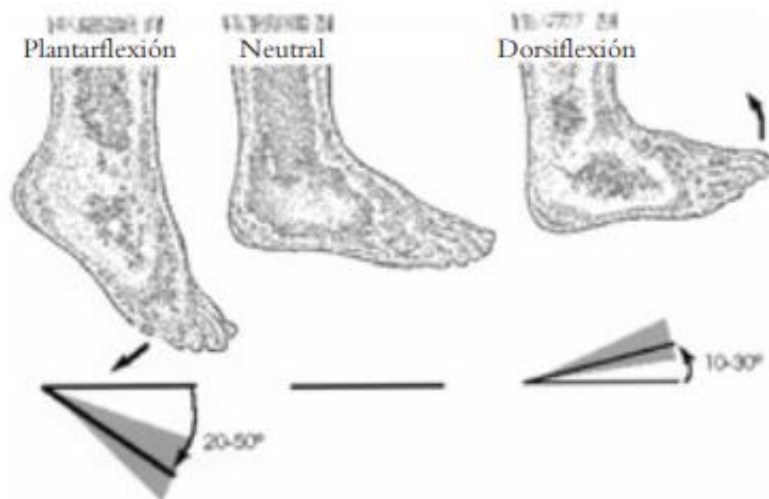 Plantarflexión
Neutral
Dorsiflexión
10-30º
20-50º